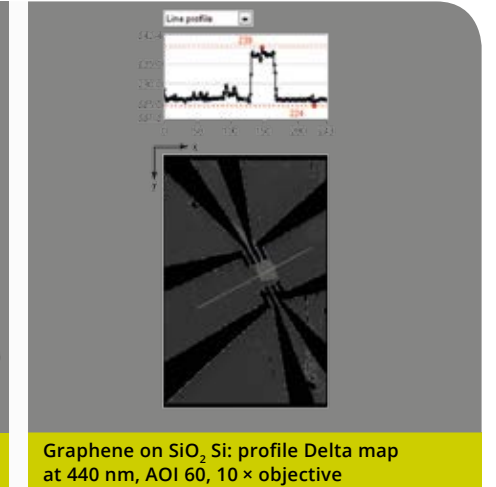 Line profile
239
224
x
y
Graphene on SiO₂ Si: profile Delta map
at 440 nm, AOI 60, 10 × objective